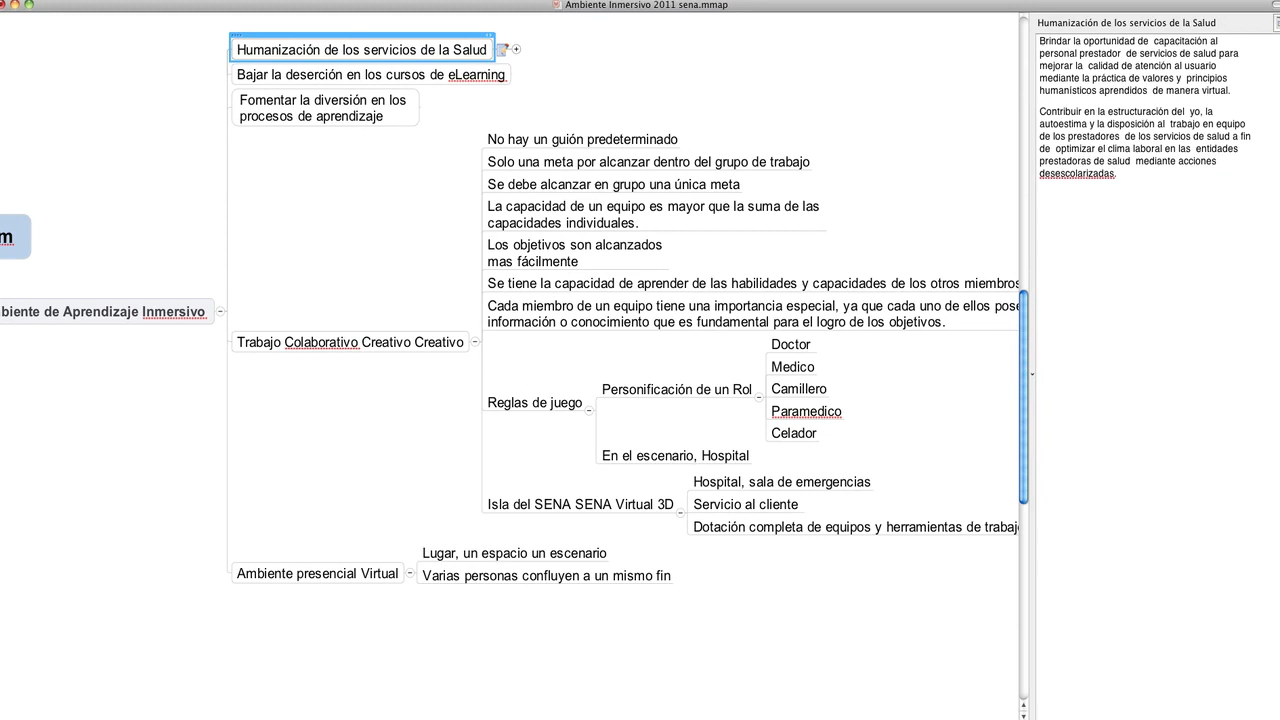 Ambiente Inmersivo 2011 sena.mmap
Humanización de los servicios de la Salud
Bajar la deserción en los cursos de eLearning
Fomentar la diversión en los
procesos de aprendizaje
m
biente de Aprendizaje Inmersivo
Trabajo Colaborativo Creativo Creativo
No hay un guión predeterminado
Solo una meta por alcanzar dentro del grupo de trabajo
Se debe alcanzar en grupo una única meta
La capacidad de un equipo es mayor que la suma de las
capacidades individuales.
Los objetivos son alcanzados
mas fácilmente
Se tiene la capacidad de aprender de las habilidades y capacidades de los otros miembros
Cada miembro de un equipo tiene una importancia especial, ya que cada uno de ellos pose
información o conocimiento que es fundamental para el logro de los objetivos.
Reglas de juego
Personificación de un Rol
Doctor
Medico
Camillero
Paramedico
Celador
En el escenario, Hospital
Isla del SENA SENA Virtual 3D
Hospital, sala de emergencias
Servicio al cliente
Dotación completa de equipos y herramientas de trabaj
Ambiente presencial Virtual
Lugar, un espacio un escenario
Varias personas confluyen a un mismo fin
Humanización de los servicios de la Salud
Brindar la oportunidad de capacitación al
personal prestador de servicios de salud para
mejorar la calidad de atención al usuario
mediante la práctica de valores y principios
humanísticos aprendidos de manera virtual.
Contribuir en la estructuración del yo, la
autoestima y la disposición al trabajo en equipo
de los prestadores de los servicios de salud a fin
de optimizar el clima laboral en las entidades
prestadoras de salud mediante acciones
desescolarizadas.